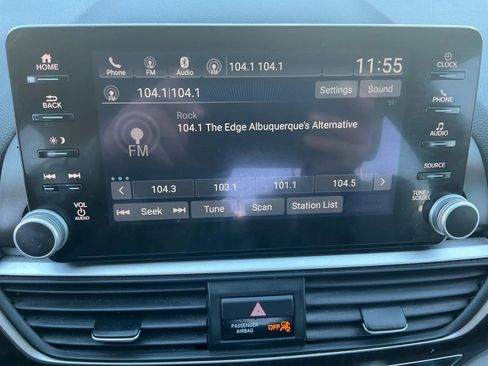 HOME
Phone FM Audio 104.1 104.1 11:55
CLOCK
104.1|104.1 Settings Sound
BACK
PHONE
Rock
104.1 The Edge Albuquerque's Alternative
FM
AUDIO
SOURCE
104.3 103.1 101.1 104.5
VOL
AUDIO
Seek Tune Scan Station List
TUNE/
SCROLL
PASSENGER
AIRBAG
OFF